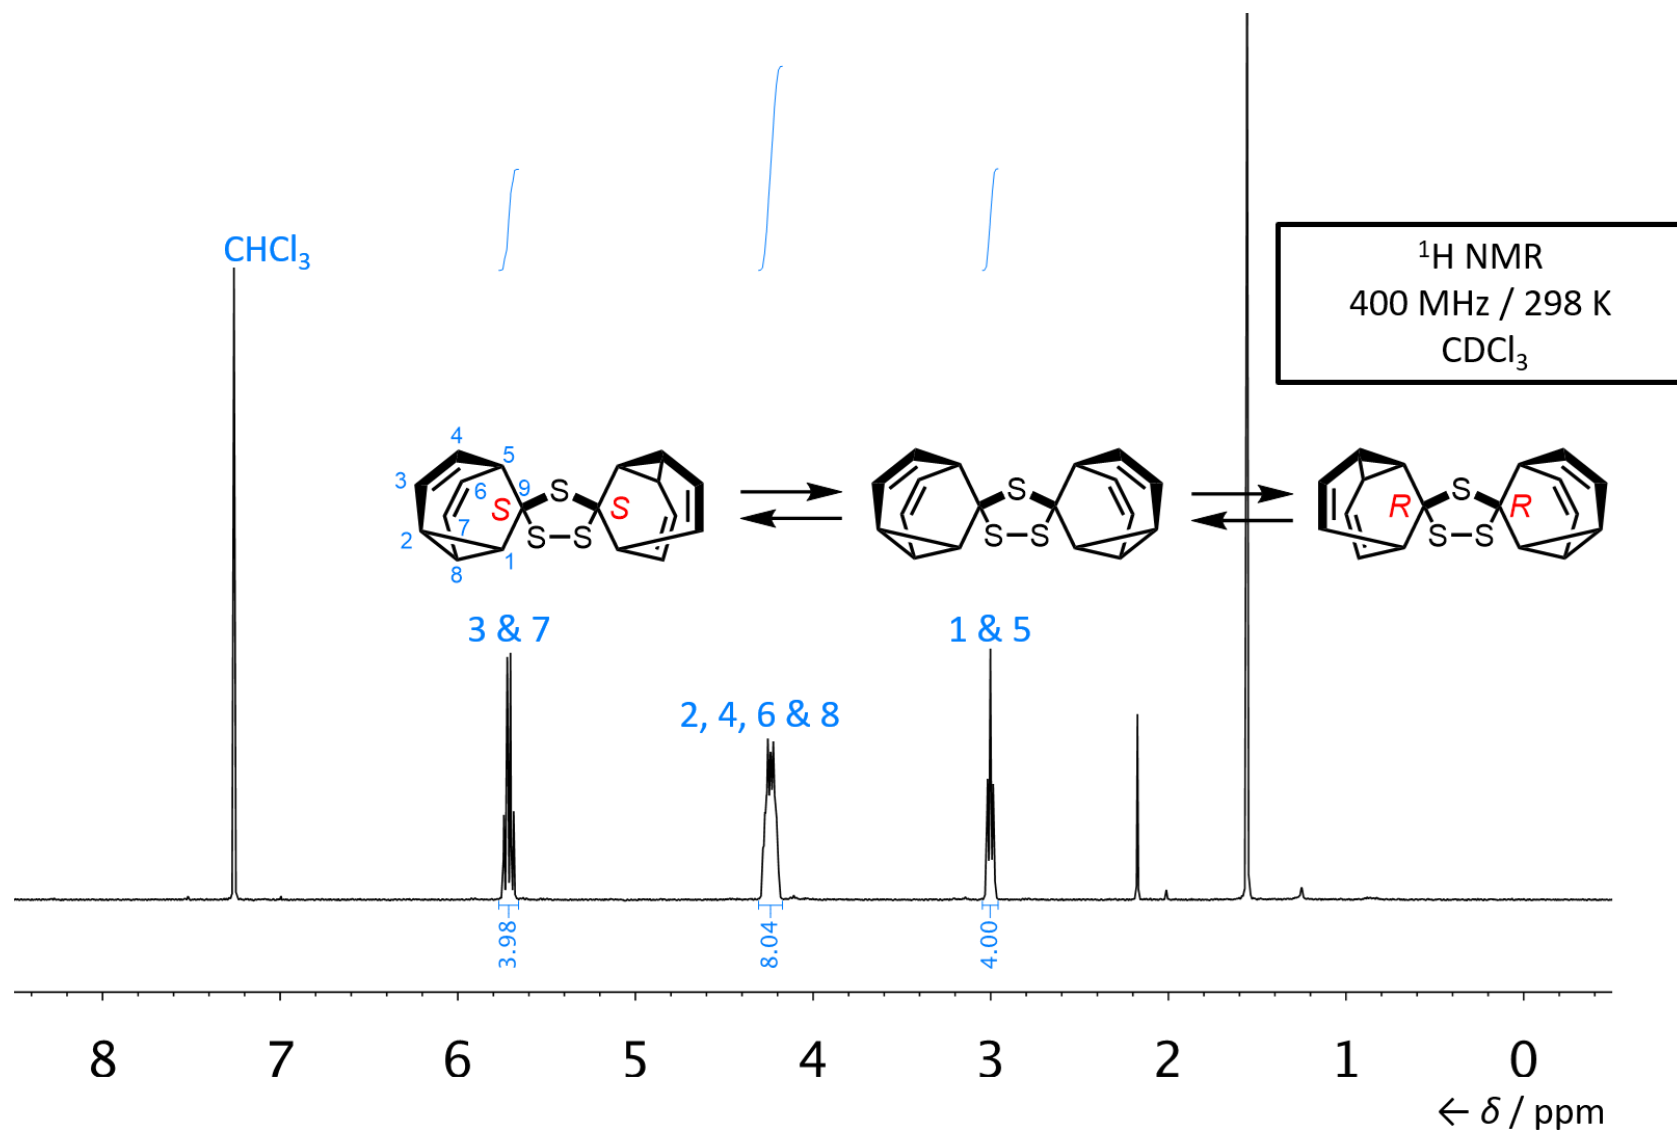 CHCl3
1H NMR
400 MHz / 298 K
CDCl3
4
5
3
6
9
S
S
S
7
2
S
S
8
1
S
S
S
R
S
R
S
S
3 & 7
1 & 5
2, 4, 6 & 8
3.98
8.04
4.00
8 7 6 5 4 3 2 1 0
← δ / ppm